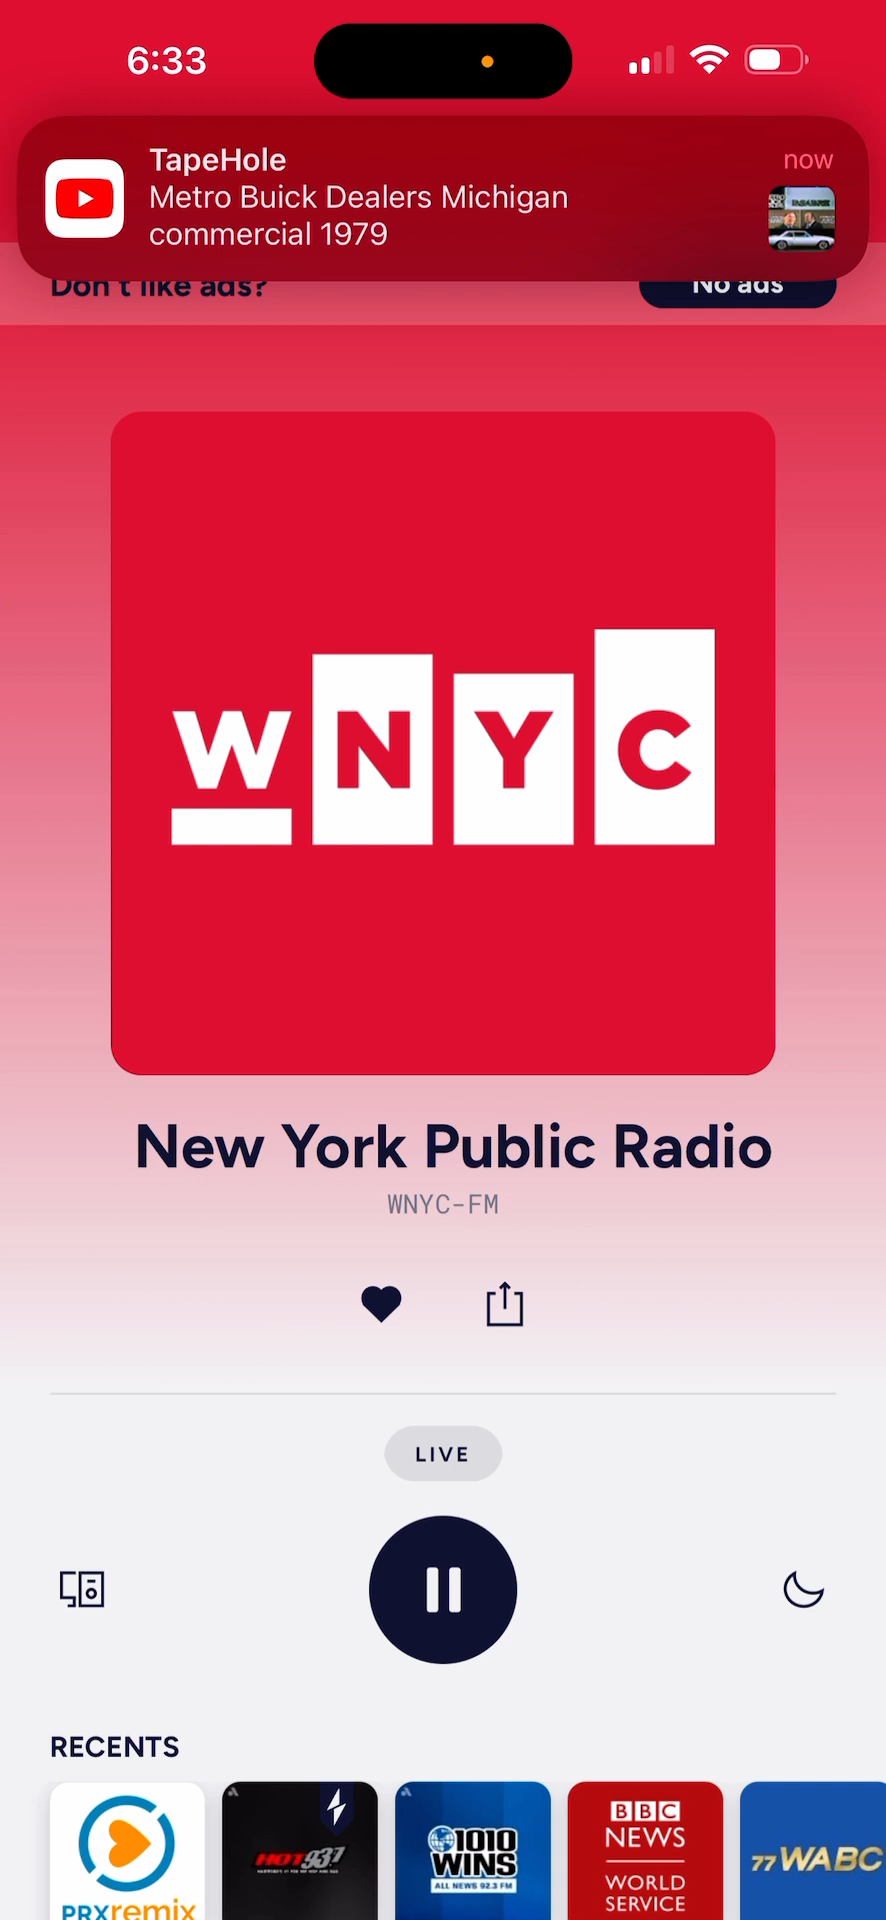 6:33
TapeHole
now
Metro Buick Dealers Michigan
commercial 1979
Don't like ads?
No ads
WNYC
New York Public Radio
WNYC-FM
LIVE
RECENTS
PRXremix
HOT 93.7
1010
WINS
ALL NEWS 92.3 FM
BBC
NEWS
WORLD
SERVICE
77WABC